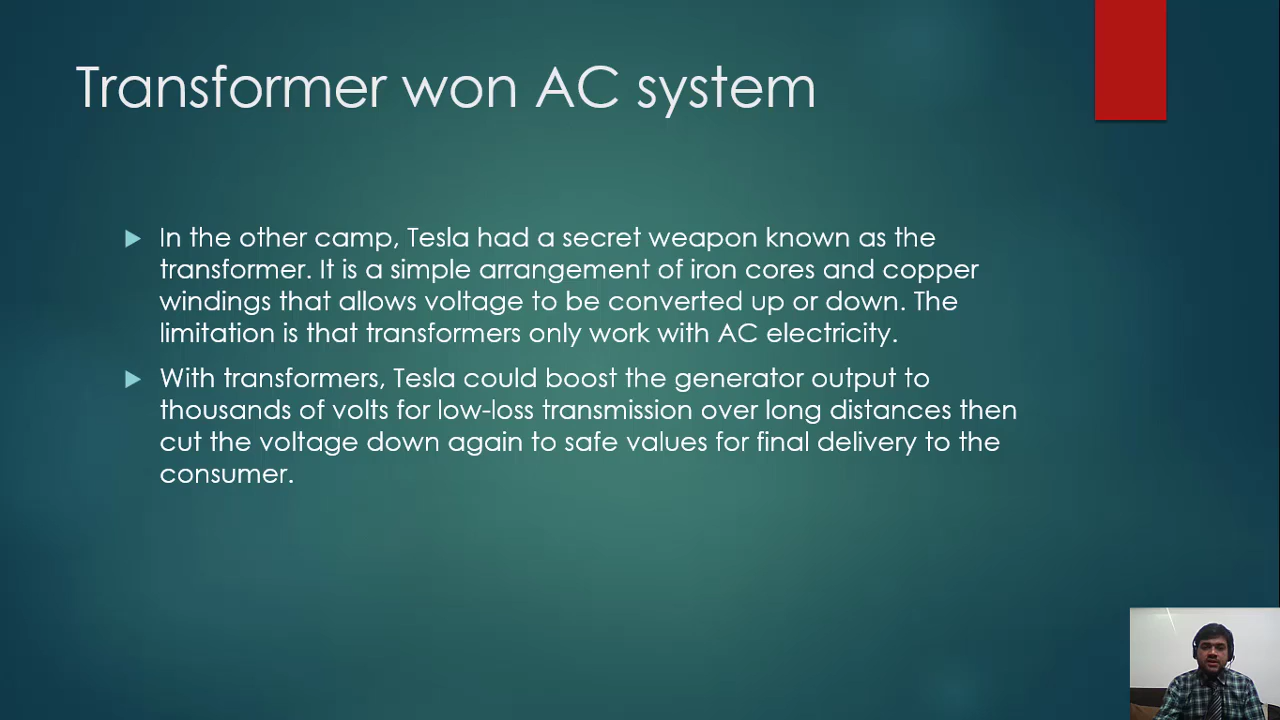 Transformer won AC system
In the other camp, Tesla had a secret weapon known as the
transformer. It is a simple arrangement of iron cores and copper
windings that allows voltage to be converted up or down. The
limitation is that transformers only work with AC electricity.
With transformers, Tesla could boost the generator output to
thousands of volts for low-loss transmission over long distances then
cut the voltage down again to safe values for final delivery to the
consumer.